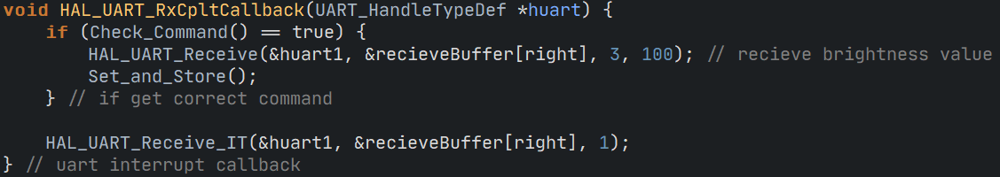 void HAL_UART_RxCpltCallback(UART_HandleTypeDef *huart) {
    if (Check_Command() == true) {
        HAL_UART_Receive(&huart1, &recieveBuffer[right], 3, 100); // recieve brightness value
        Set_and_Store();
    } // if get correct command

    HAL_UART_Receive_IT(&huart1, &recieveBuffer[right], 1);
} // uart interrupt callback